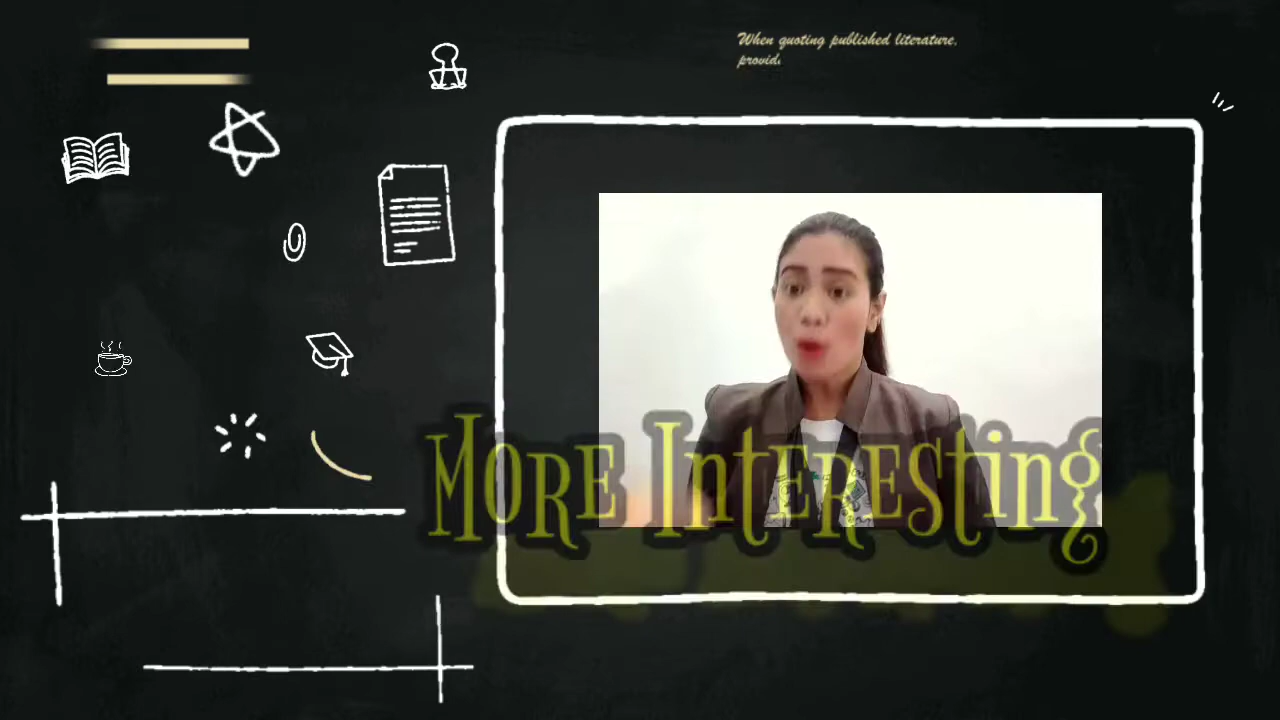 When quoting published literature,
provid
More Interesting